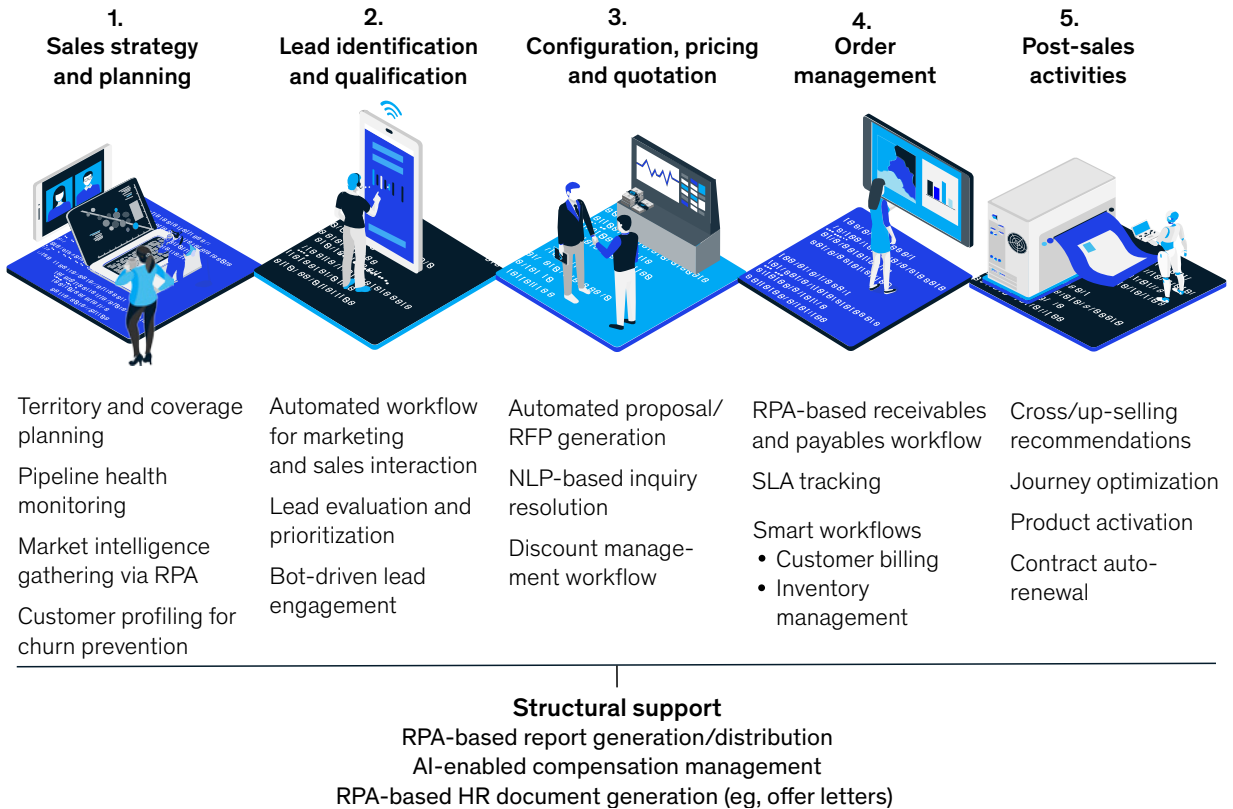 1.
Sales strategy
and planning
2.
Lead identification
and qualification
3.
Configuration, pricing
and quotation
4.
Order
management
5.
Post-sales
activities
Territory and coverage
planning
Pipeline health
monitoring
Market intelligence
gathering via RPA
Customer profiling for
churn prevention
Automated workflow
for marketing
and sales interaction
Lead evaluation and
prioritization
Bot-driven lead
engagement
Automated proposal/
RFP generation
NLP-based inquiry
resolution
Discount manage-
ment workflow
RPA-based receivables
and payables workflow
SLA tracking
Smart workflows
• Customer billing
• Inventory
management
Cross/up-selling
recommendations
Journey optimization
Product activation
Contract auto-
renewal
Structural support
RPA-based report generation/distribution
AI-enabled compensation management
RPA-based HR document generation (eg, offer letters)